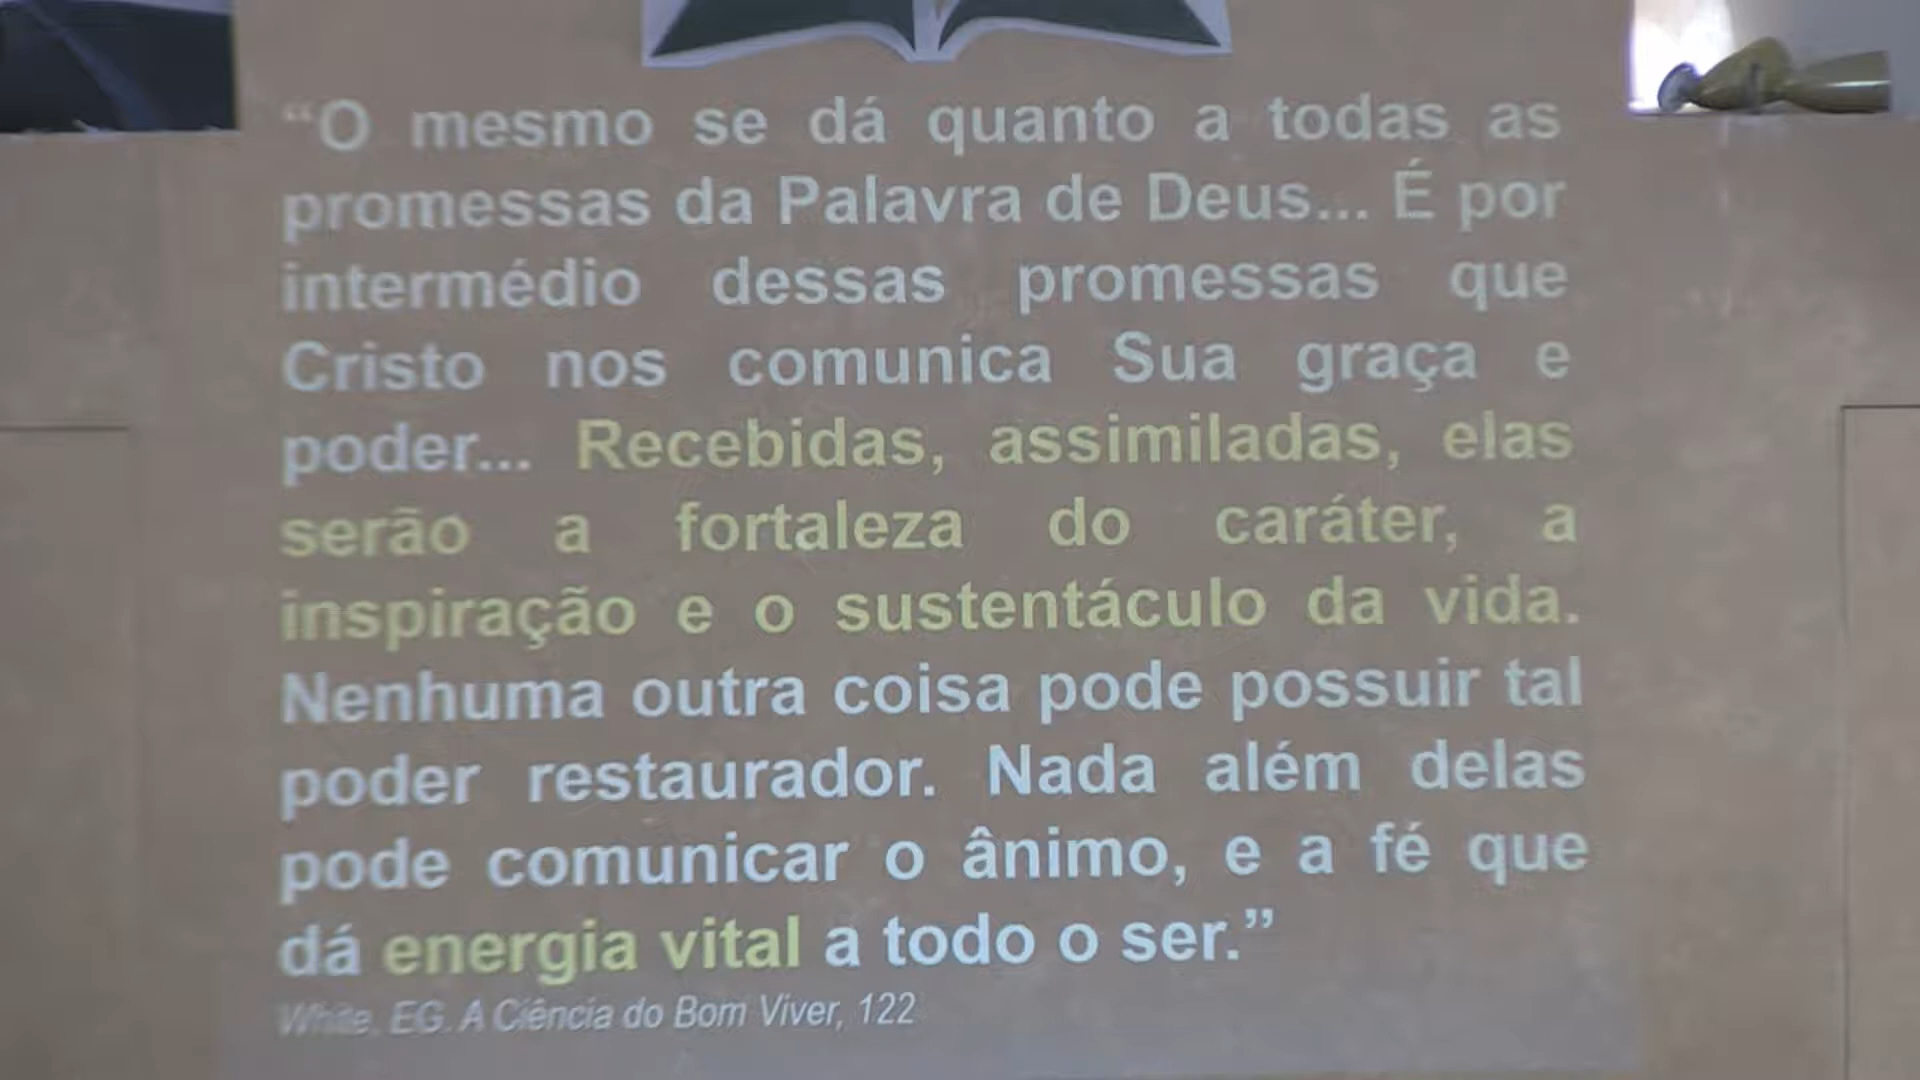 “O mesmo se dá quanto a todas as
promessas da Palavra de Deus... É por
intermédio dessas promessas que
Cristo nos comunica Sua graça e
poder... Recebidas, assimiladas, elas
serão a fortaleza do caráter, a
inspiração e o sustentáculo da vida.
Nenhuma outra coisa pode possuir tal
poder restaurador. Nada além delas
pode comunicar o ânimo, e a fé que
dá energia vital a todo o ser.”
White, EG. A Ciência do Bom Viver, 122